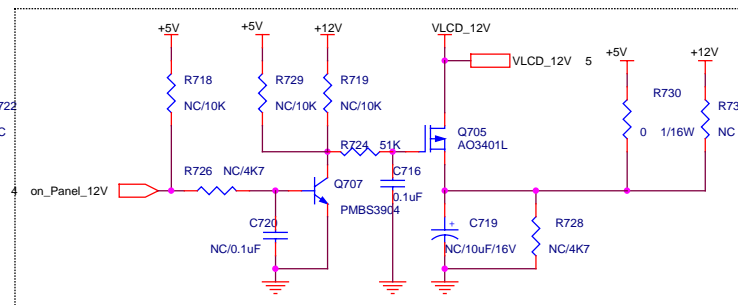 +5V
+5V
+12V
VLCD_12V
VLCD_12V 5
+5V
+12V
R718
NC/10K
R729
NC/10K
R719
NC/10K
R730
0 1/16W
R73
NC
722
C
R724 51K
Q705
AO3401L
R726 NC/4K7
Q707
C716
0.1uF
4 on_Panel_12V
PMBS3904
C720
NC/0.1uF
+
C719
NC/10uF/16V
R728
NC/4K7